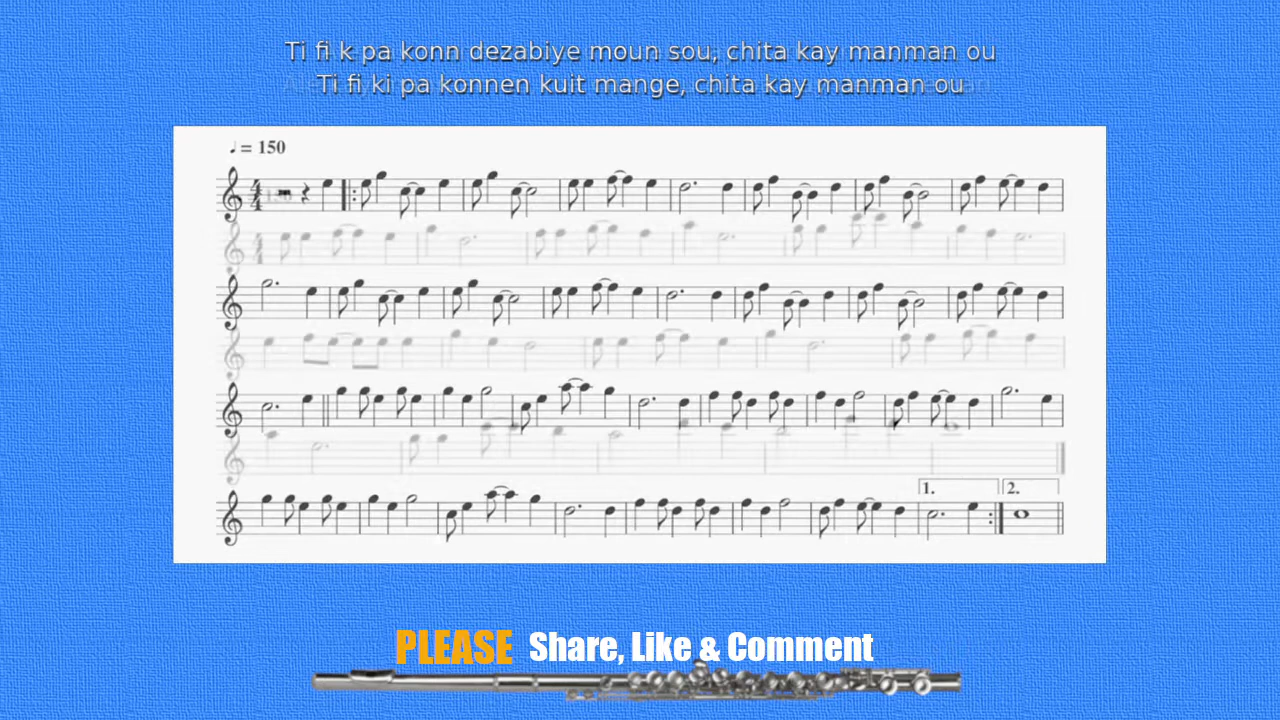 Ti fi k pa konn dezabiye moun sou, chita kay manman ou
Ti fi ki pa konnen kuit mange, chita kay manman ou
♩ = 150
1. 2.
PLEASE Share, Like & Comment